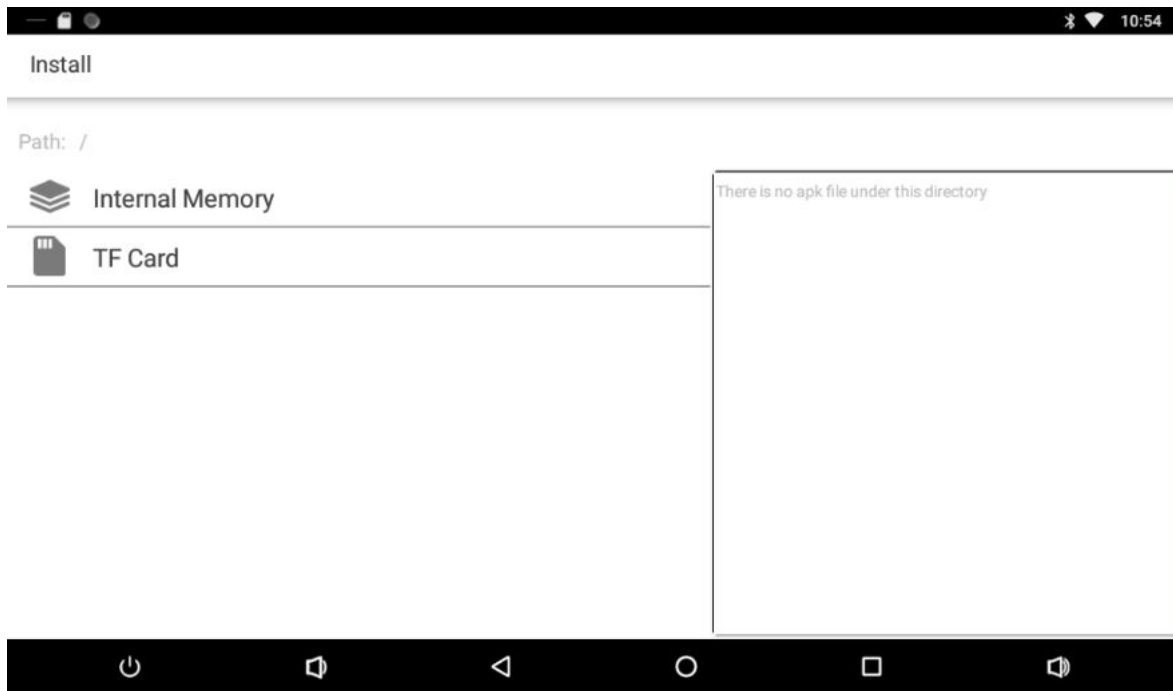 10:54
Install
Path: /
Internal Memory
There is no apk file under this directory
TF Card